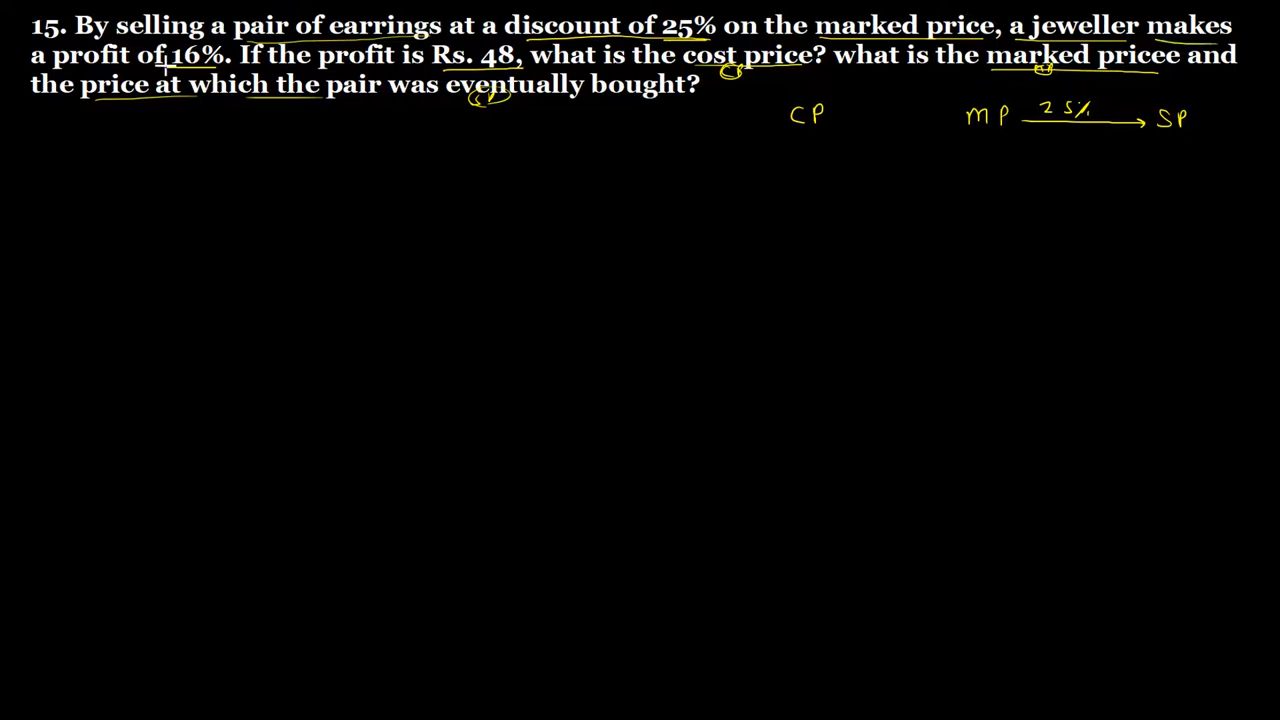 15. By selling a pair of earrings at a discount of 25% on the marked price, a jeweller makes
a profit of 16%. If the profit is Rs. 48, what is the cost price? what is the marked pricee and
the price at which the pair was eventually bought?
CP MP 25% SP